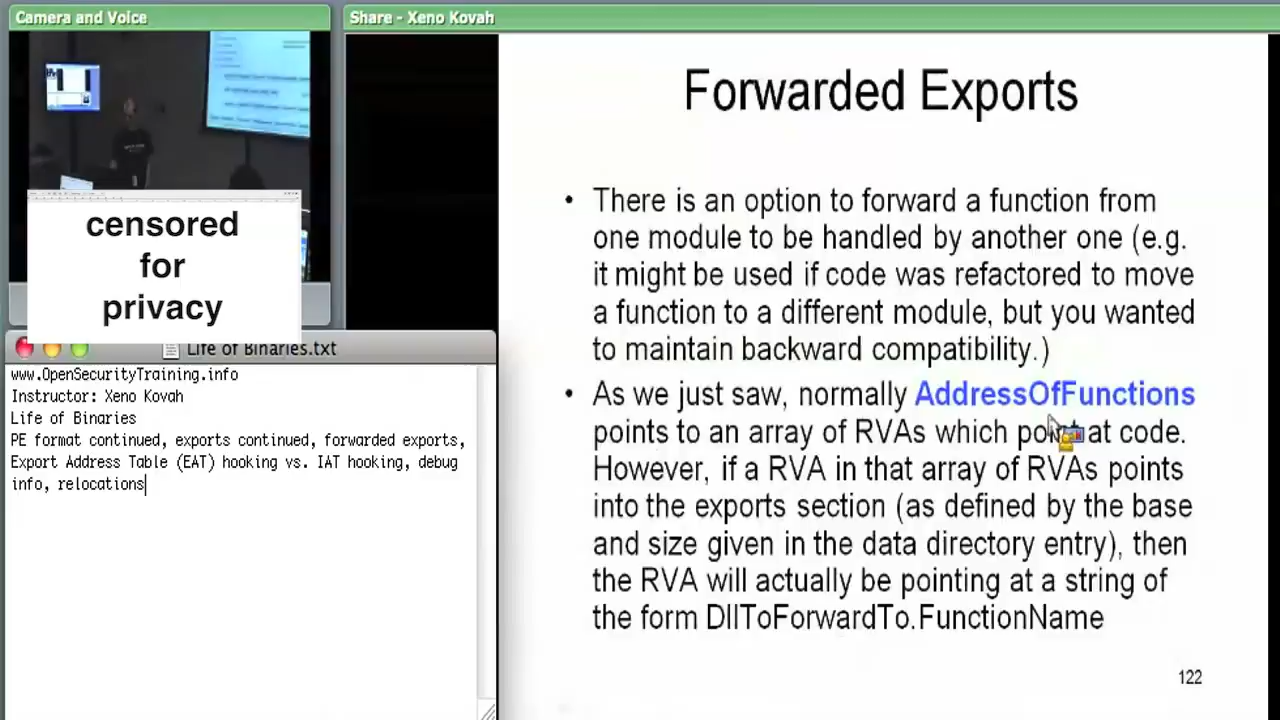 Camera and Voice
Share - Xeno Kovah
censored
for
privacy
Life of Binaries.txt
www.OpenSecurityTraining.info
Instructor: Xeno Kovah
Life of Binaries
PE format continued, exports continued, forwarded exports,
Export Address Table (EAT) hooking vs. IAT hooking, debug
info, relocations
Forwarded Exports
• There is an option to forward a function from
one module to be handled by another one (e.g.
it might be used if code was refactored to move
a function to a different module, but you wanted
to maintain backward compatibility.)
• As we just saw, normally AddressOfFunctions
points to an array of RVAs which point at code.
However, if a RVA in that array of RVAs points
into the exports section (as defined by the base
and size given in the data directory entry), then
the RVA will actually be pointing at a string of
the form DllToForwardTo.FunctionName
122